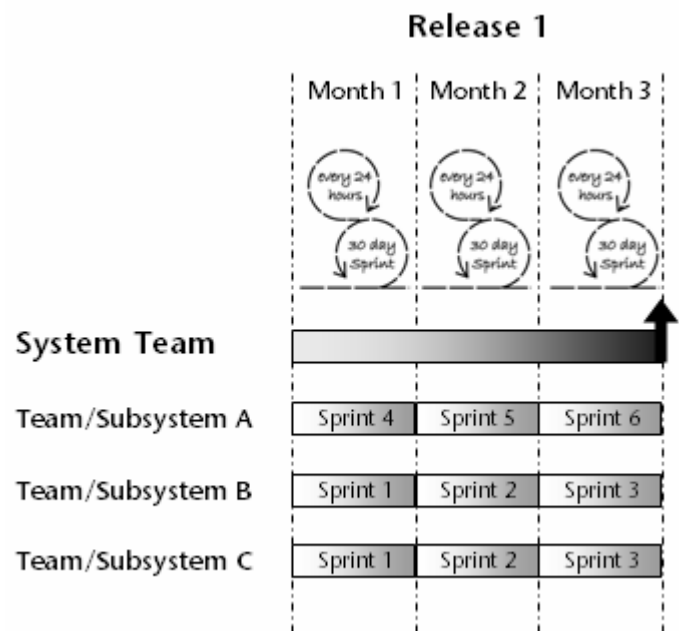 Release 1
Month 1 Month 2 Month 3
every 24 every 24 every 24
hours hours hours
30 day 30 day 30 day
Sprint Sprint Sprint
System Team
Team/Subsystem A Sprint 4 Sprint 5 Sprint 6
Team/Subsystem B Sprint 1 Sprint 2 Sprint 3
Team/Subsystem C Sprint 1 Sprint 2 Sprint 3